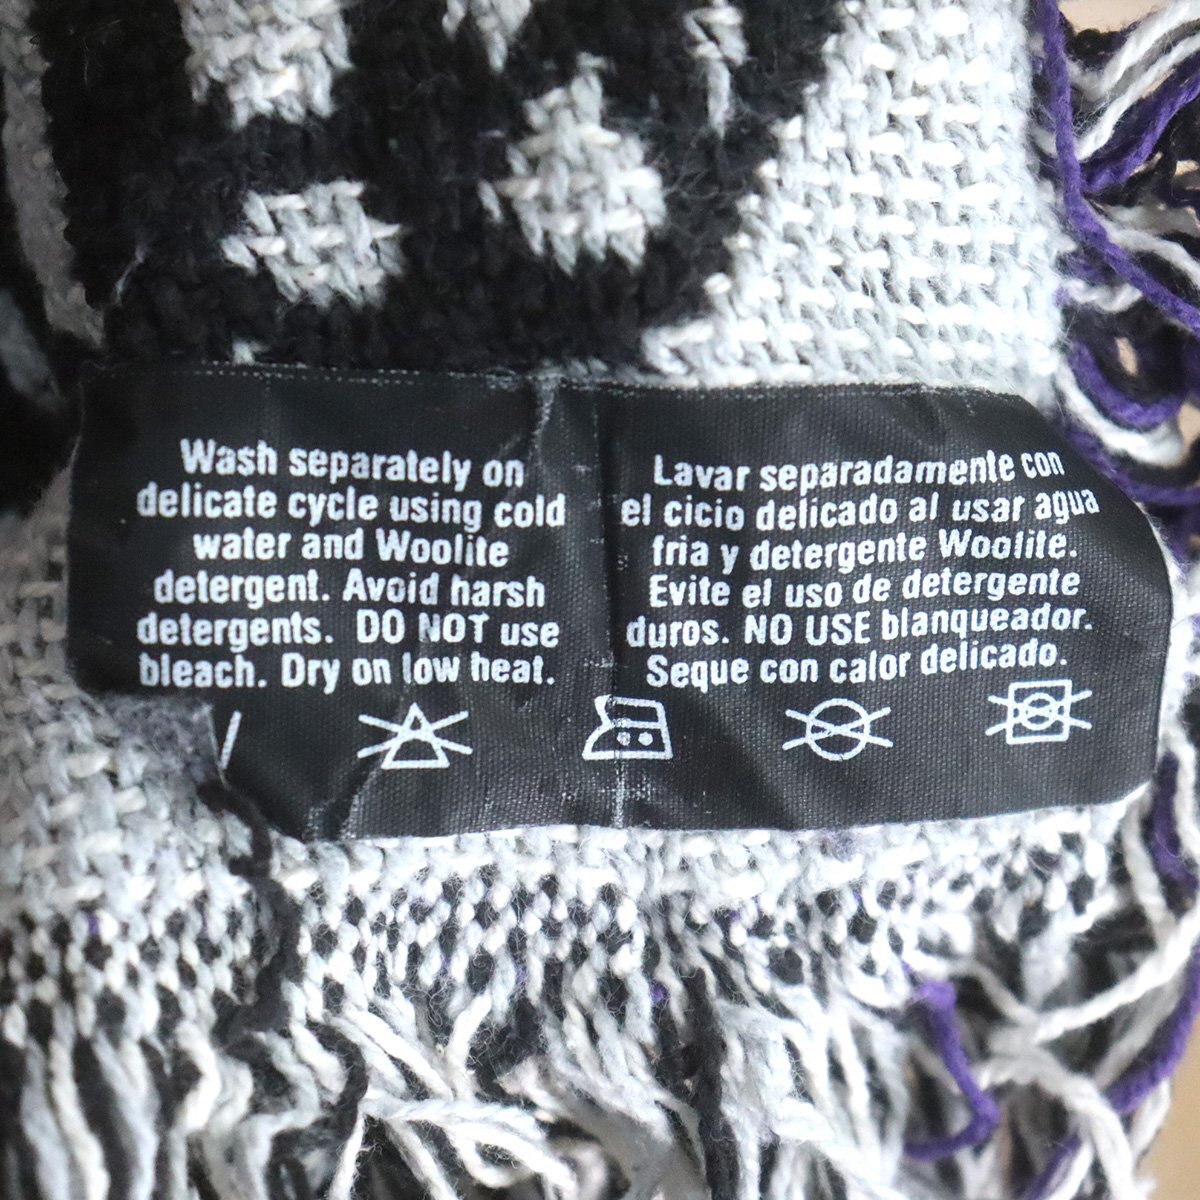 Wash separately on
delicate cycle using cold
water and Woolite
detergent. Avoid harsh
detergents. DO NOT use
bleach. Dry on low heat.
Lavar separadamente con
el cicio delicado al usar agua
fria y detergente Woolite.
Evite el uso de detergente
duros. NO USE blanqueador.
Seque con calor delicado.